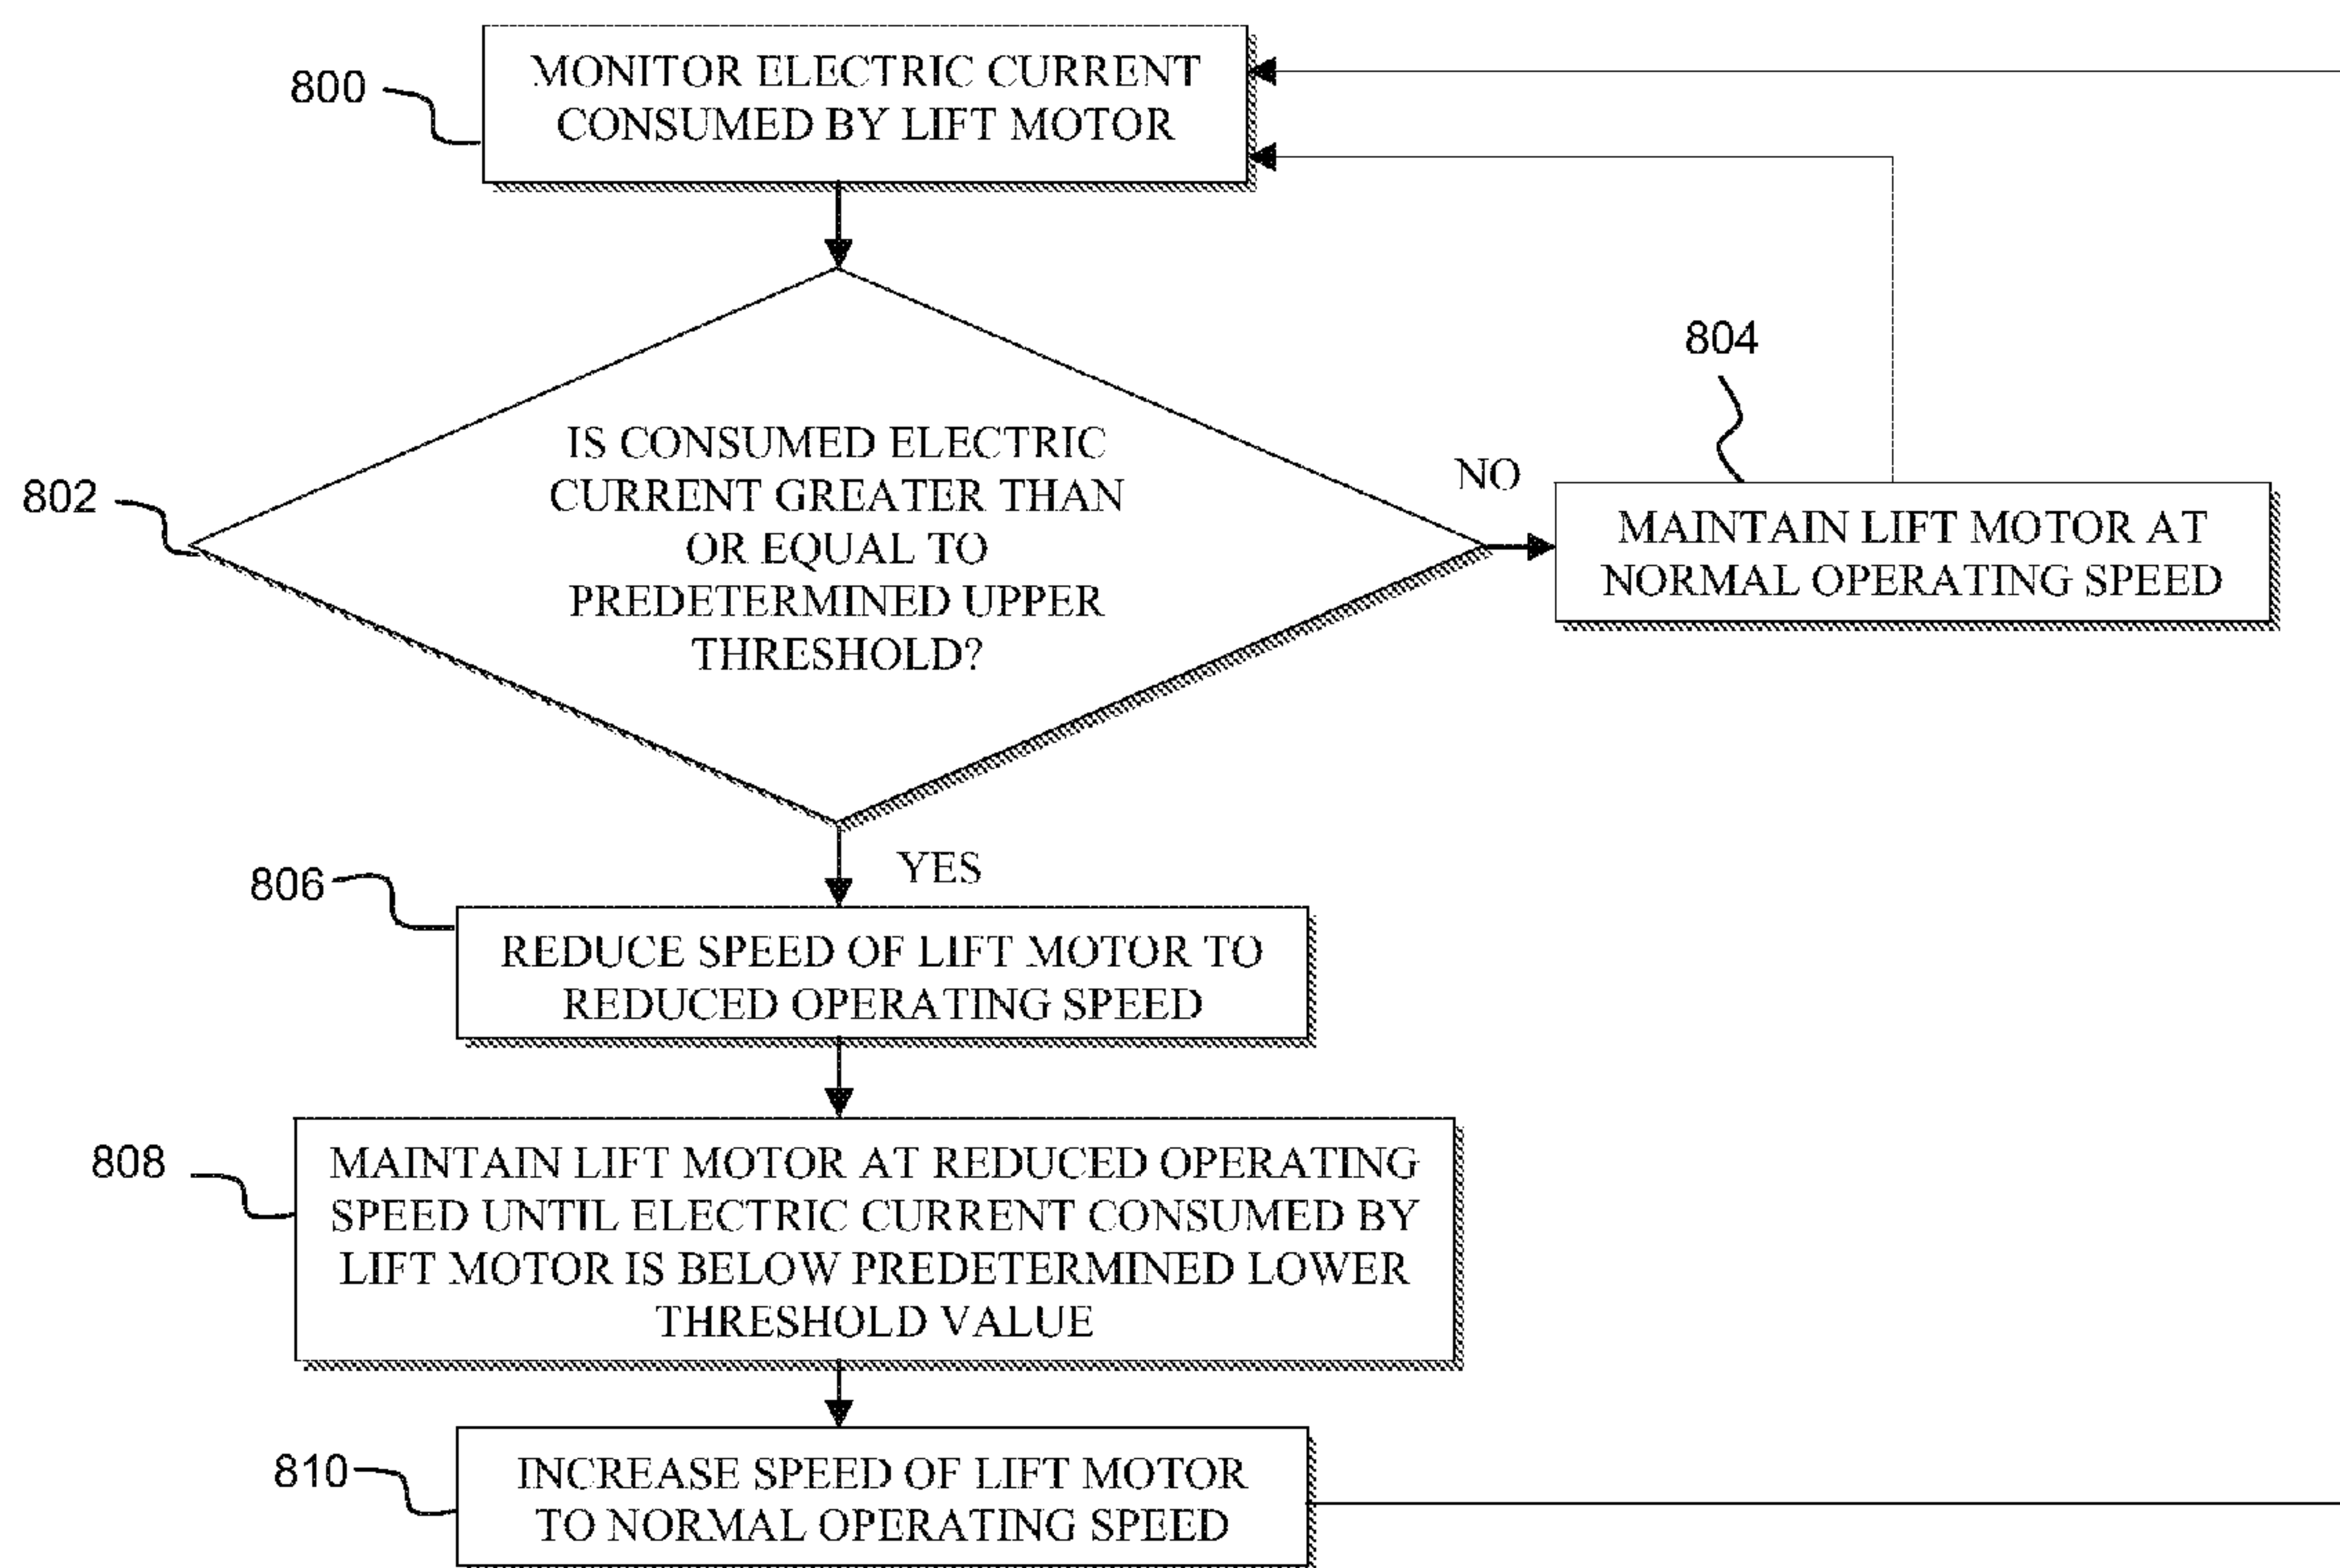 800
MONITOR ELECTRIC CURRENT
CONSUMED BY LIFT MOTOR
802
IS CONSUMED ELECTRIC
CURRENT GREATER THAN
OR EQUAL TO
PREDETERMINED UPPER
THRESHOLD?
NO
804
MAINTAIN LIFT MOTOR AT
NORMAL OPERATING SPEED
YES
806
REDUCE SPEED OF LIFT MOTOR TO
REDUCED OPERATING SPEED
808
MAINTAIN LIFT MOTOR AT REDUCED OPERATING
SPEED UNTIL ELECTRIC CURRENT CONSUMED BY
LIFT MOTOR IS BELOW PREDETERMINED LOWER
THRESHOLD VALUE
810
INCREASE SPEED OF LIFT MOTOR
TO NORMAL OPERATING SPEED